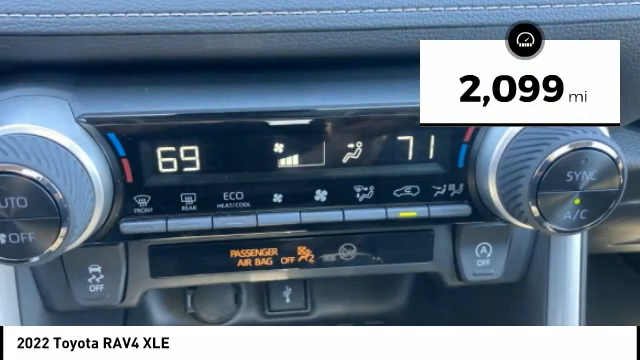 2,099 mi
69
71
AUTO
OFF
FRONT
REAR
ECO
HEAT/COOL
SYNC
A/C
PASSENGER
AIR BAG OFF
2
OFF
OFF
2022 Toyota RAV4 XLE